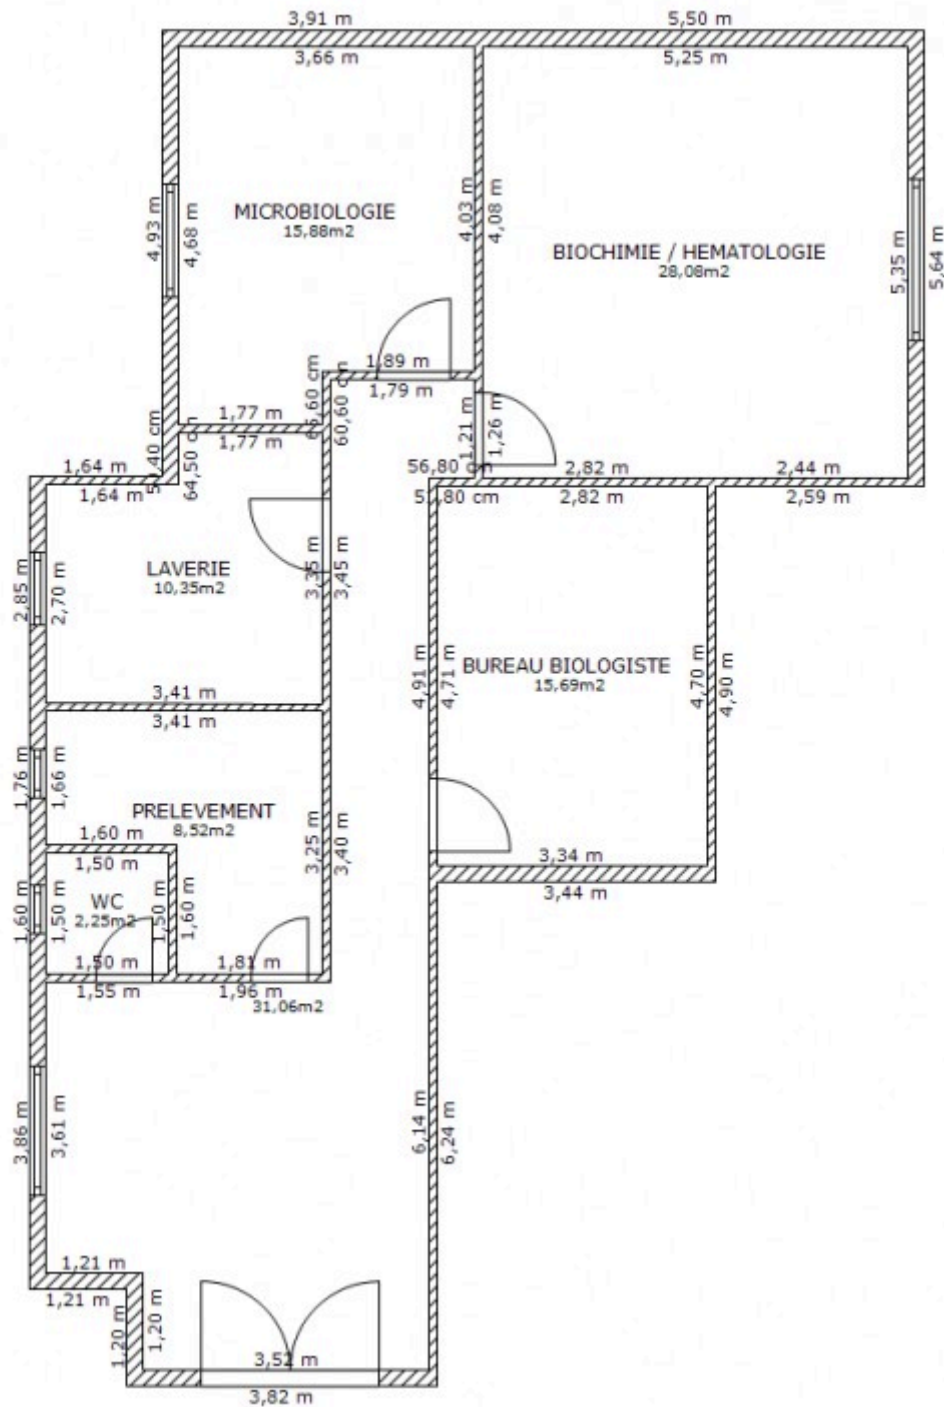 3,91 m
5,50 m
3,66 m
5,25 m
4,93 m
4,68 m
MICROBIOLOGIE
15,88m2
4,03 m
4,08 m
BIOCHIMIE / HEMATOLOGIE
28,08m2
5,35 m
5,64 m
1,89 m
1,79 m
60,60 cm
1,77 m
1,77 m
1,21 m
1,26 m
64,50 cm
1,64 m
1,64 m
56,80 cm
2,82 m
2,44 m
2,82 m
2,59 m
LAVERIE
10,35m2
2,85 m
2,70 m
3,35 m
3,45 m
4,91 m
4,71 m
BUREAU BIOLOGISTE
15,69m2
4,70 m
4,90 m
3,41 m
3,41 m
1,76 m
1,66 m
PRELEVEMENT
8,52m2
3,25 m
3,40 m
1,60 m
1,50 m
3,34 m
3,44 m
1,60 m
1,50 m
WC
2,25m2
1,50 m
1,60 m
1,50 m
1,55 m
1,81 m
1,96 m
31,06m2
3,86 m
3,61 m
6,14 m
6,24 m
1,21 m
1,21 m
1,20 m
1,20 m
3,52 m
3,82 m